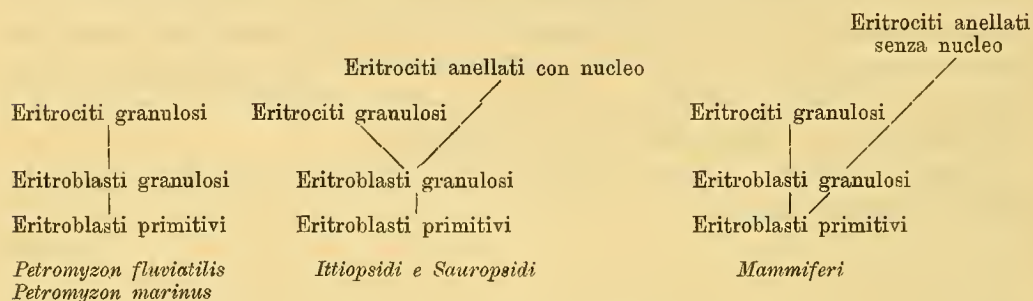 Eritrociti anellati
senza nucleo
Eritrociti anellati con nucleo
Eritrociti granulosi
Eritrociti granulosi
Eritrociti granulosi
Eritroblasti granulosi
Eritroblasti granulosi
Eritroblasti granulosi
Eritroblasti primitivi
Eritroblasti primitivi
Eritroblasti primitivi
Petromyzon fluviatilis
Petromyzon marinus
Ittiopsidi e Sauropsidi
Mammiferi